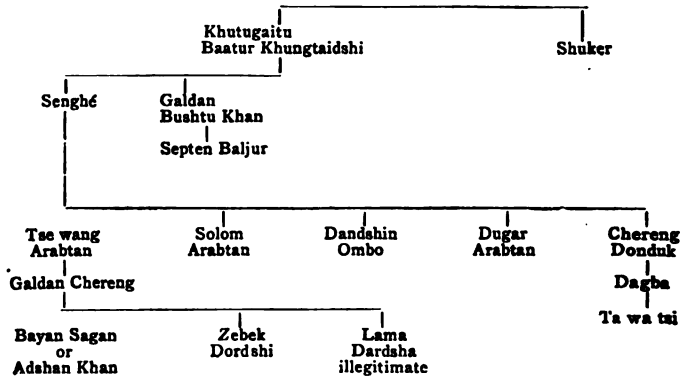 Khutugaitu
Baatur Khungtaidshi
Shuker
Senghé
Galdan
Bushtu Khan
Septen Baljur
Tse wang
Arabtan
Solom
Arabtan
Dandshin
Ombo
Dugar
Arabtan
Chereng
Donduk
Galdan Chereng
Dagba
Ta wa tsi
Bayan Sagan
or
Adshan Khan
Zebek
Dordshi
Lama
Dardsha
illegitimate